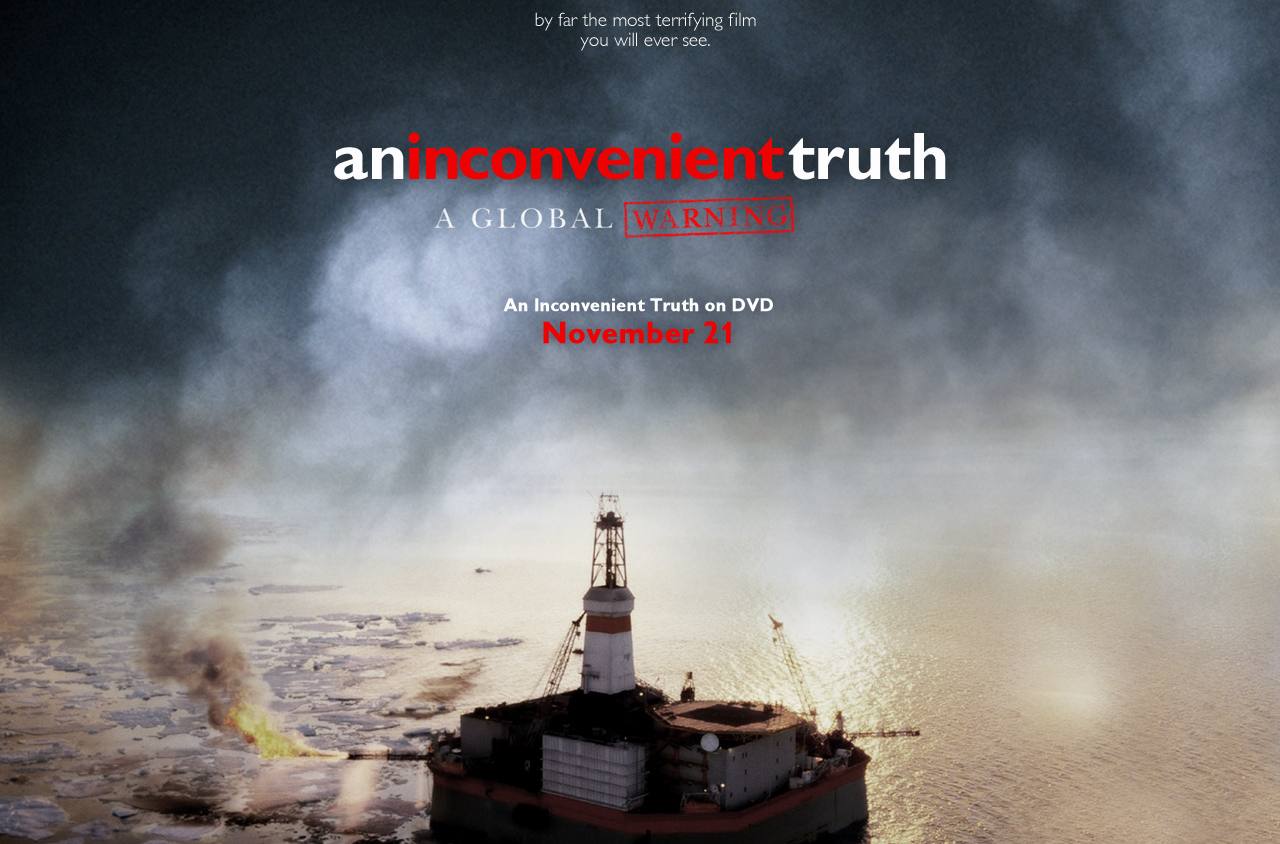 by far the most terrifying film
you will ever see.
aninconvenienttruth
A GLOBAL WARNING
An Inconvenient Truth on DVD
November 21